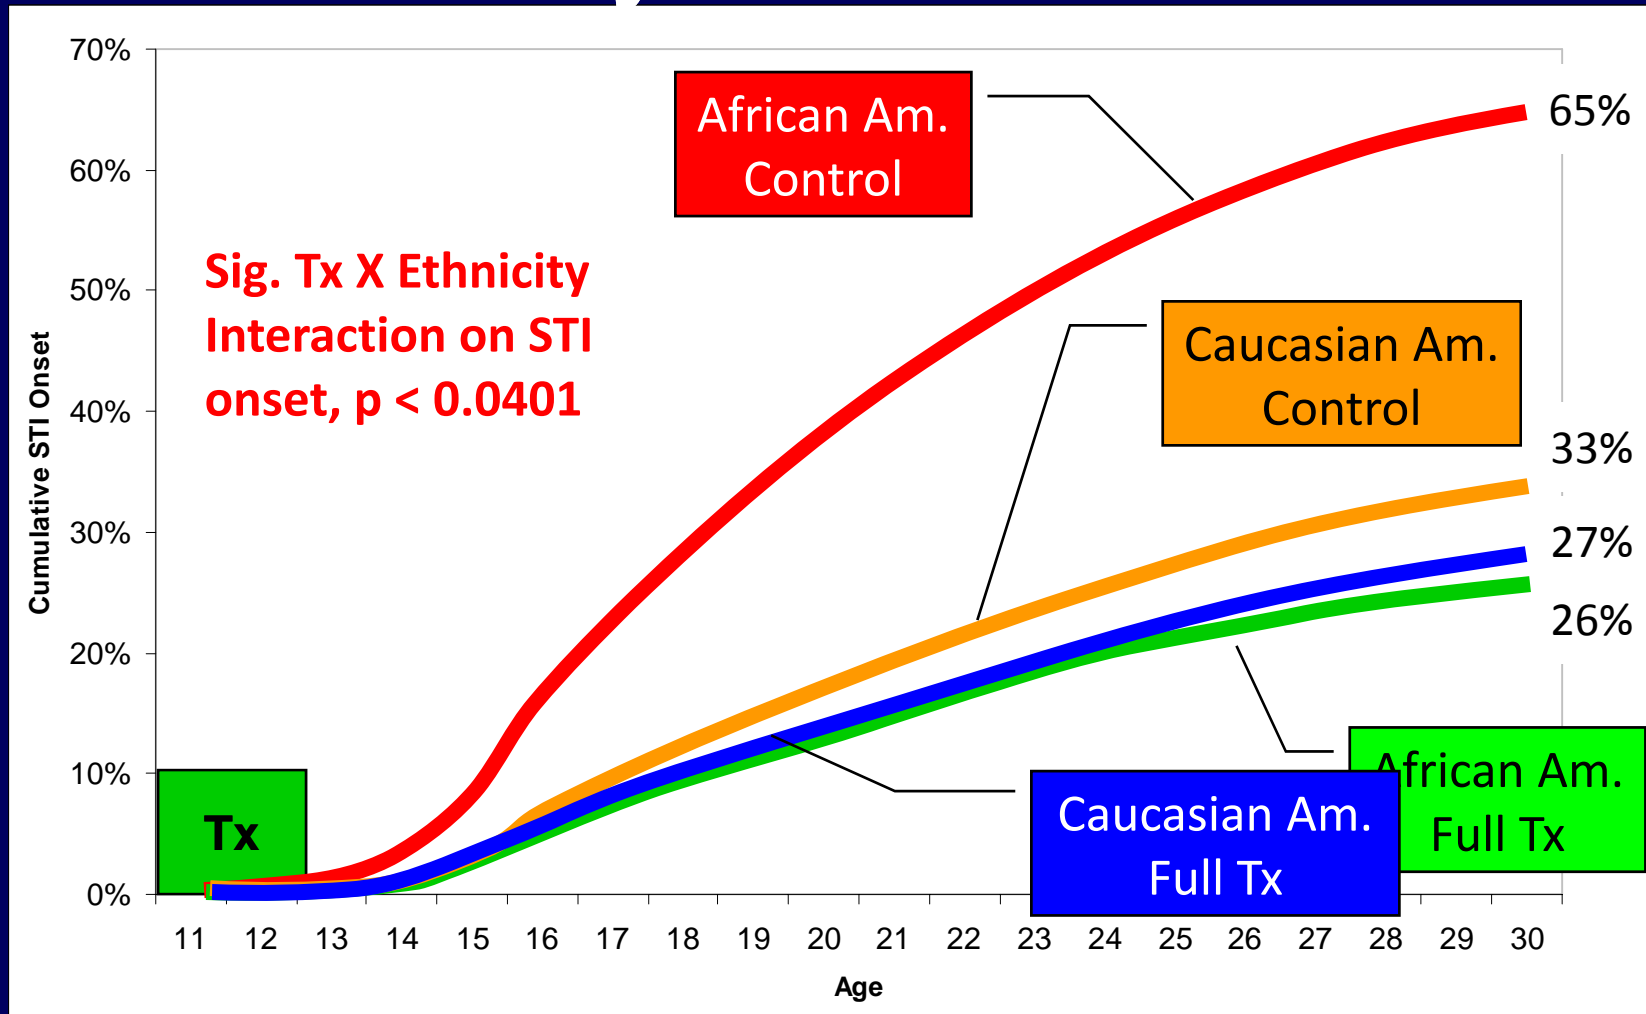 70%
60%
50%
40%
30%
20%
10%
0%
Cumulative STI Onset
Sig. Tx X Ethnicity
Interaction on STI
onset, p < 0.0401
African Am.
Control
Caucasian Am.
Control
65%
33%
27%
26%
Tx
Caucasian Am.
Full Tx
African Am.
Full Tx
11 12 13 14 15 16 17 18 19 20 21 22 23 24 25 26 27 28 29 30
Age